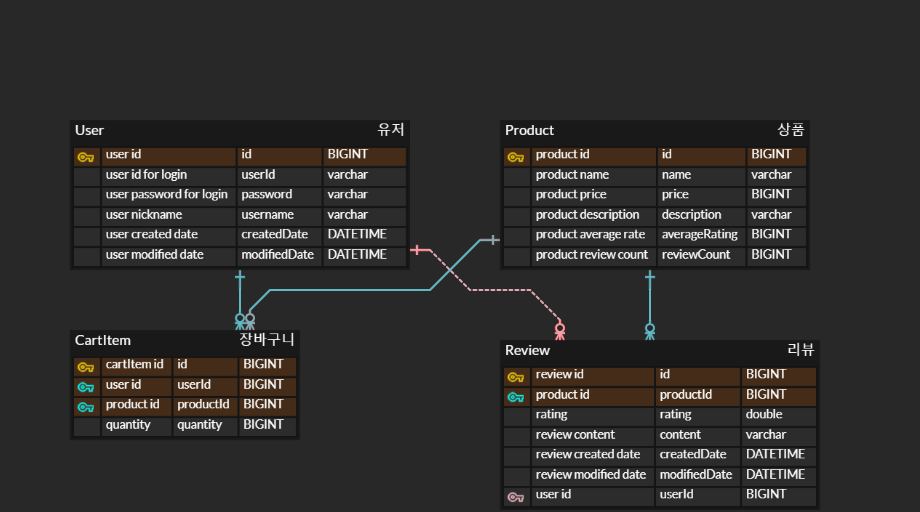 User 유저
user id id BIGINT
user id for login userId varchar
user password for login password varchar
user nickname username varchar
user created date createdDate DATETIME
user modified date modifiedDate DATETIME
Product 상품
product id id BIGINT
product name name varchar
product price price BIGINT
product description description varchar
product average rate averageRating BIGINT
product review count reviewCount BIGINT
CartItem 장바구니
cartItem id id BIGINT
user id userId BIGINT
product id productId BIGINT
quantity quantity BIGINT
Review 리뷰
review id id BIGINT
product id productId BIGINT
rating rating double
review content content varchar
review created date createdDate DATETIME
review modified date modifiedDate DATETIME
user id userId BIGINT